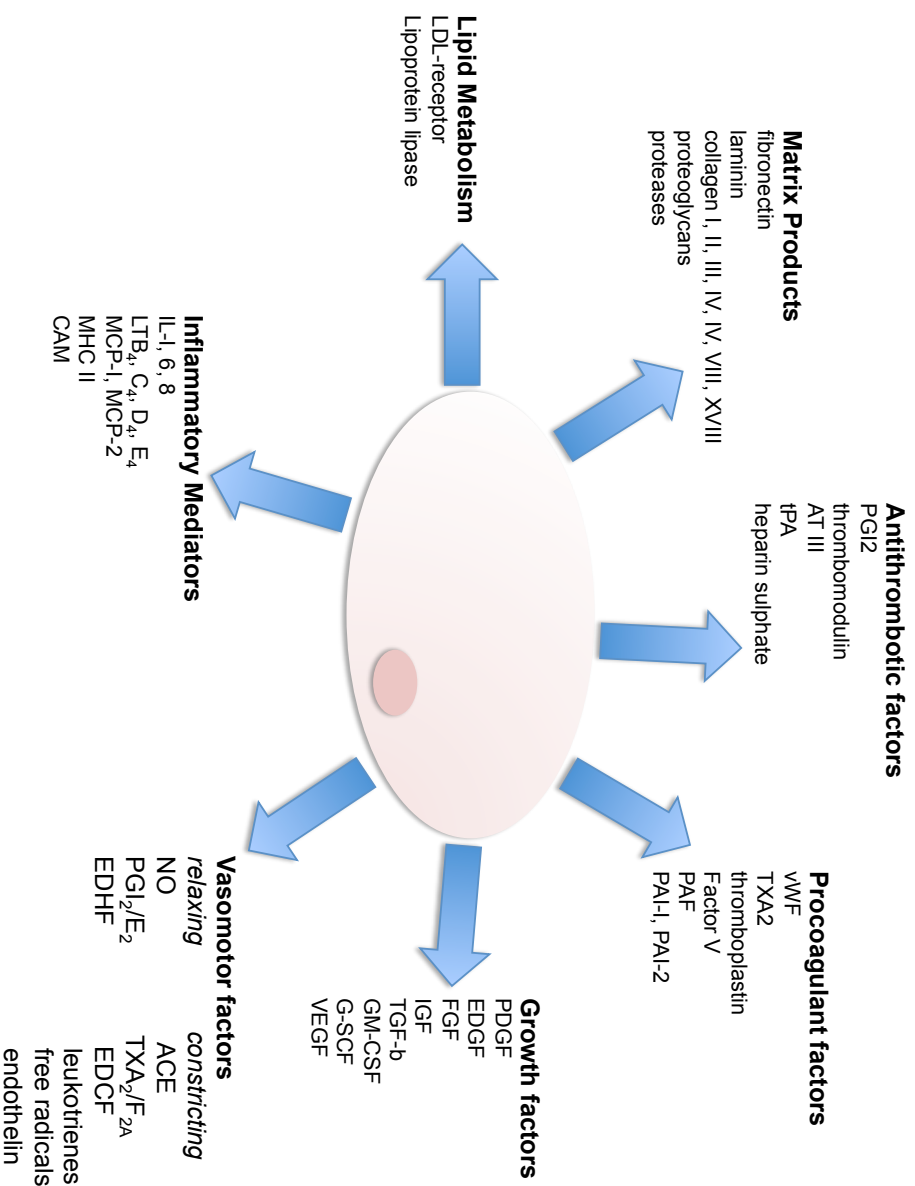 Antithrombotic factors
PGI2
thrombomodulin
AT III
tPA
heparin sulphate
Matrix Products
fibronectin
laminin
collagen I, II, III, IV, IV, VIII, XVIII
proteoglycans
proteases
Procoagulant factors
vWF
TXA2
thromboplastin
Factor V
PAF
PAI-I, PAI-2
Lipid Metabolism
LDL-receptor
Lipoprotein lipase
Growth factors
PDGF
EDGF
FGF
IGF
TGF-b
GM-CSF
G-SCF
VEGF
Inflammatory Mediators
IL-I, 6, 8
LTB₄, C₄, D₄, E₄
MCP-I, MCP-2
MHC II
CAM
Vasomotor factors
relaxing
NO
PGI₂/E₂
EDHF
constricting
ACE
TXA₂/F₂A
EDCF
leukotrienes
free radicals
endothelin